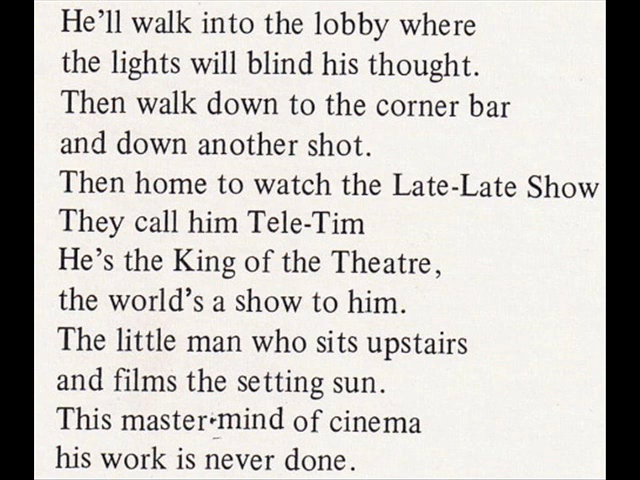 He'll walk into the lobby where
the lights will blind his thought.
Then walk down to the corner bar
and down another shot.
Then home to watch the Late-Late Show
They call him Tele-Tim
He's the King of the Theatre,
the world's a show to him.
The little man who sits upstairs
and films the setting sun.
This master-mind of cinema
his work is never done.